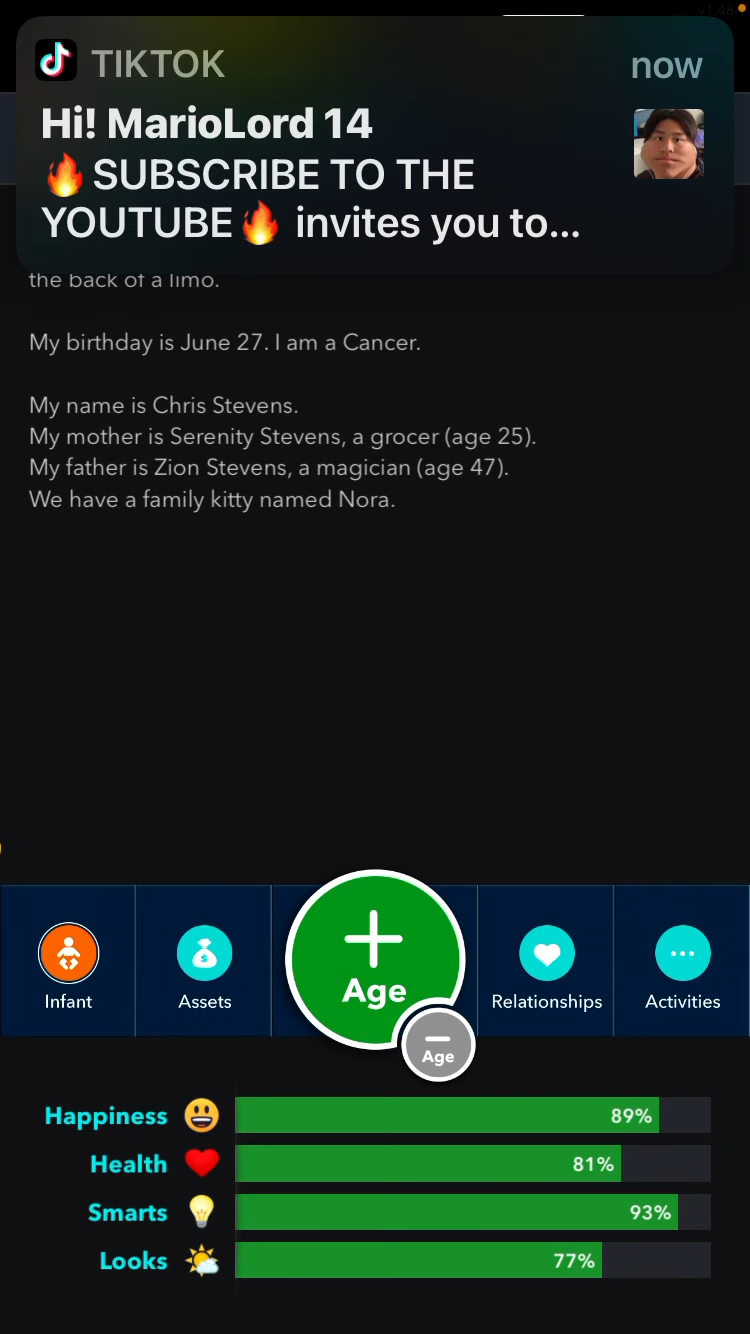 v1.48
TIKTOK
now
Hi! MarioLord 14
🔥SUBSCRIBE TO THE
YOUTUBE🔥 invites you to...
the back of a limo.
My birthday is June 27. I am a Cancer.
My name is Chris Stevens.
My mother is Serenity Stevens, a grocer (age 25).
My father is Zion Stevens, a magician (age 47).
We have a family kitty named Nora.
Infant
Assets
Age
Age
Relationships
Activities
Happiness 89%
Health 81%
Smarts 93%
Looks 77%